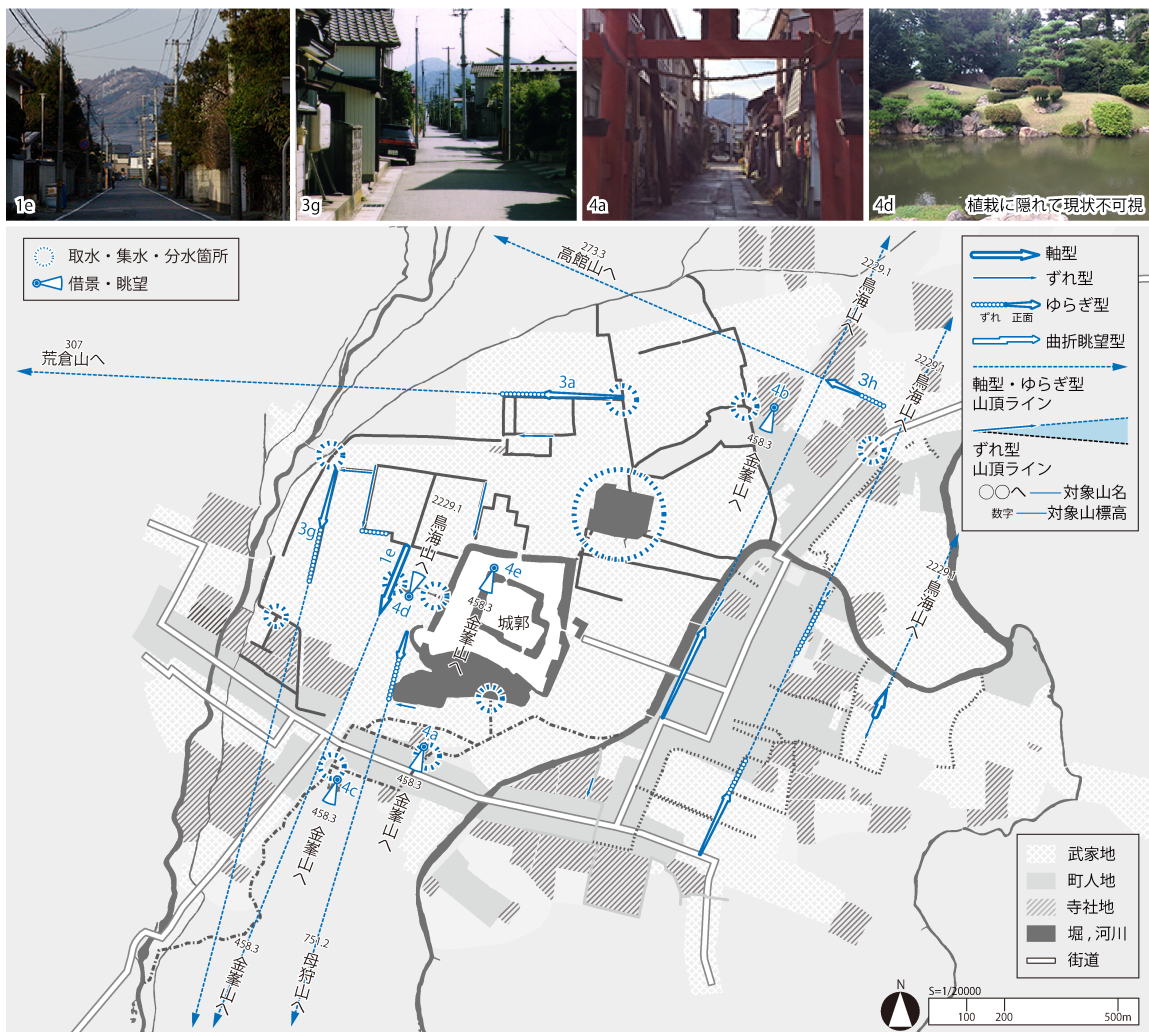 1e
3g
4a
4d
植栽に隠れて現状不可視
取水・集水・分水箇所
借景・眺望
軸型
ずれ型
ゆらぎ型
ずれ 正面
曲折眺望型
軸型・ゆらぎ型
山頂ライン
ずれ型
山頂ライン
○○へ
対象山名
数字
対象山標高
273.3
高館山へ
2229.1
鳥海山へ
2229.1
鳥海山へ
307
荒倉山へ
3a
3h
4b
458.3
金峯山へ
2229.1
鳥海山へ
3g
1e
4d
4e
458.3
金峯山へ
城郭
2229.1
鳥海山へ
4a
458.3
金峯山へ
4c
458.3
金峯山へ
458.3
金峯山へ
751.2
母狩山へ
武家地
町人地
寺社地
堀,河川
街道
N
S=1/20000
100
200
500m